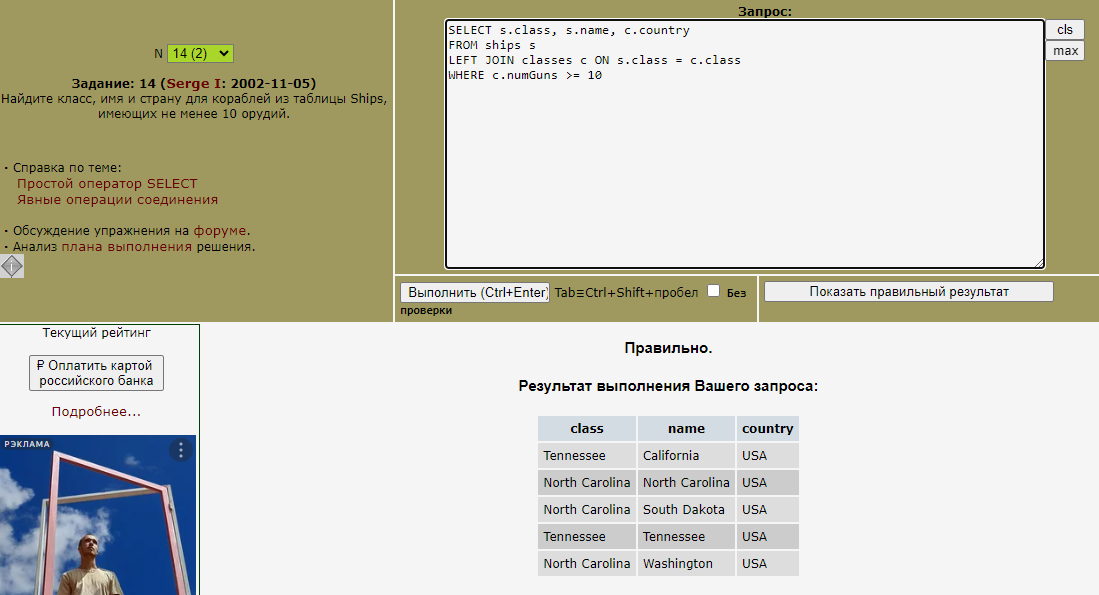 N 14 (2)
Задание: 14 (Serge I: 2002-11-05)
Найдите класс, имя и страну для кораблей из таблицы Ships,
имеющих не менее 10 орудий.
· Справка по теме:
Простой оператор SELECT
Явные операции соединения
· Обсуждение упражнения на форуме.
· Анализ плана выполнения решения.
Запрос:
SELECT s.class, s.name, c.country
FROM ships s
LEFT JOIN classes c ON s.class = c.class
WHERE c.numGuns >= 10
cls
max
Выполнить (Ctrl+Enter) Tab≡Ctrl+Shift+пробел Без
проверки
Показать правильный результат
Текущий рейтинг
₽ Оплатить картой
российского банка
Подробнее...
РЭКЛАМА
Правильно.
Результат выполнения Вашего запроса:
class name country
Tennessee California USA
North Carolina North Carolina USA
North Carolina South Dakota USA
Tennessee Tennessee USA
North Carolina Washington USA